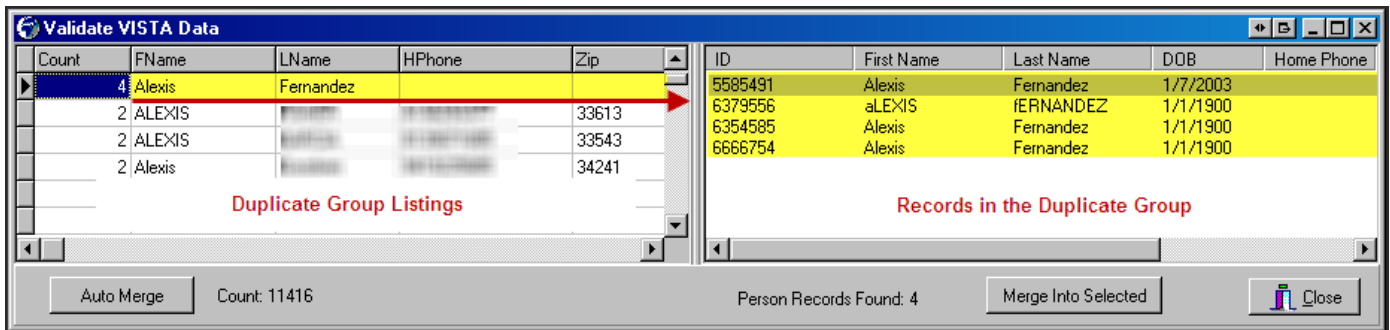 Validate VISTA Data
Count FName LName HPhone Zip
4 Alexis Fernandez
2 ALEXIS 33613
2 ALEXIS 33543
2 Alexis 34241
Duplicate Group Listings
ID First Name Last Name DOB Home Phone
5585491 Alexis Fernandez 1/7/2003
6379556 aLEXIS fERNANDEZ 1/1/1900
6354585 Alexis Fernandez 1/1/1900
6666754 Alexis Fernandez 1/1/1900
Records in the Duplicate Group
Auto Merge Count: 11416 Person Records Found: 4 Merge Into Selected Close